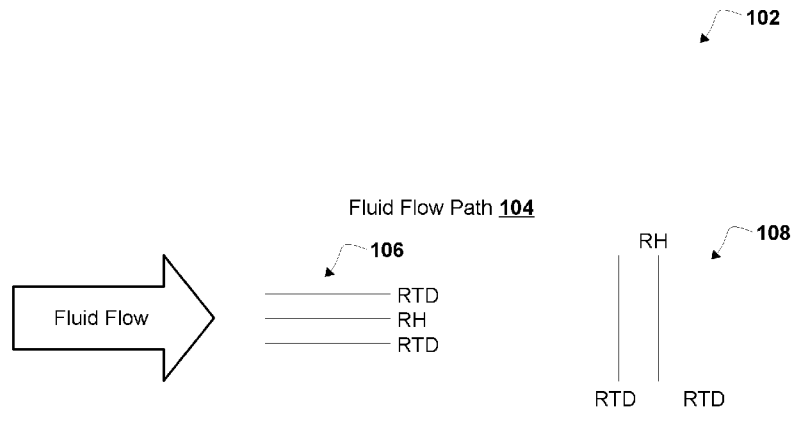 102
Fluid Flow Path 104
106
RH
108
Fluid Flow
RTD
RH
RTD
RTD
RTD